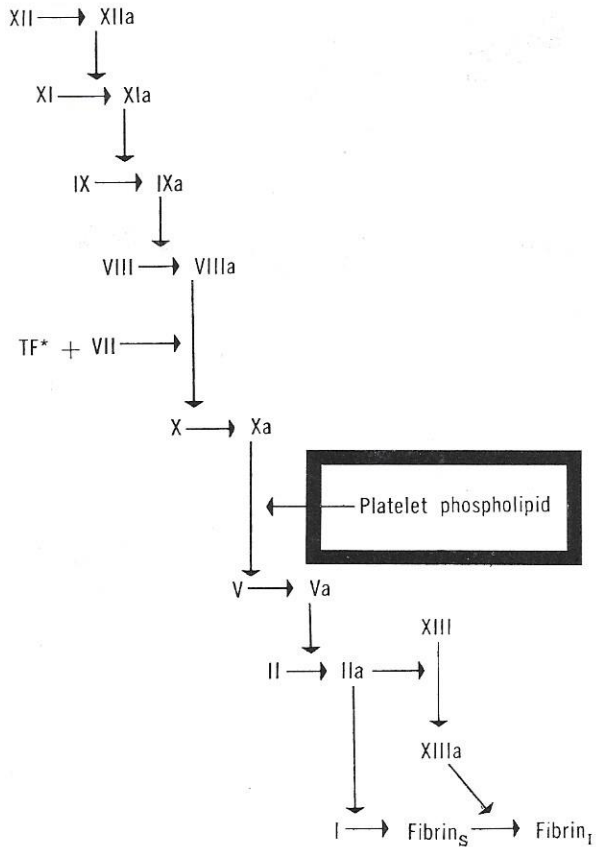 XII XIIa
XI XIa
IX IXa
VIII VIIIa
TF* + VII
X Xa
Platelet phospholipid
V Va
XIII
II IIa
XIIIa
I FibrinS FibrinI